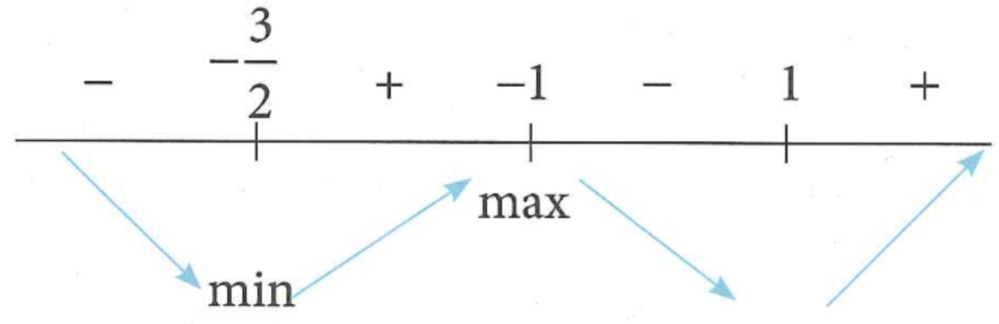 − −3/2 + −1 − 1 +
max
min